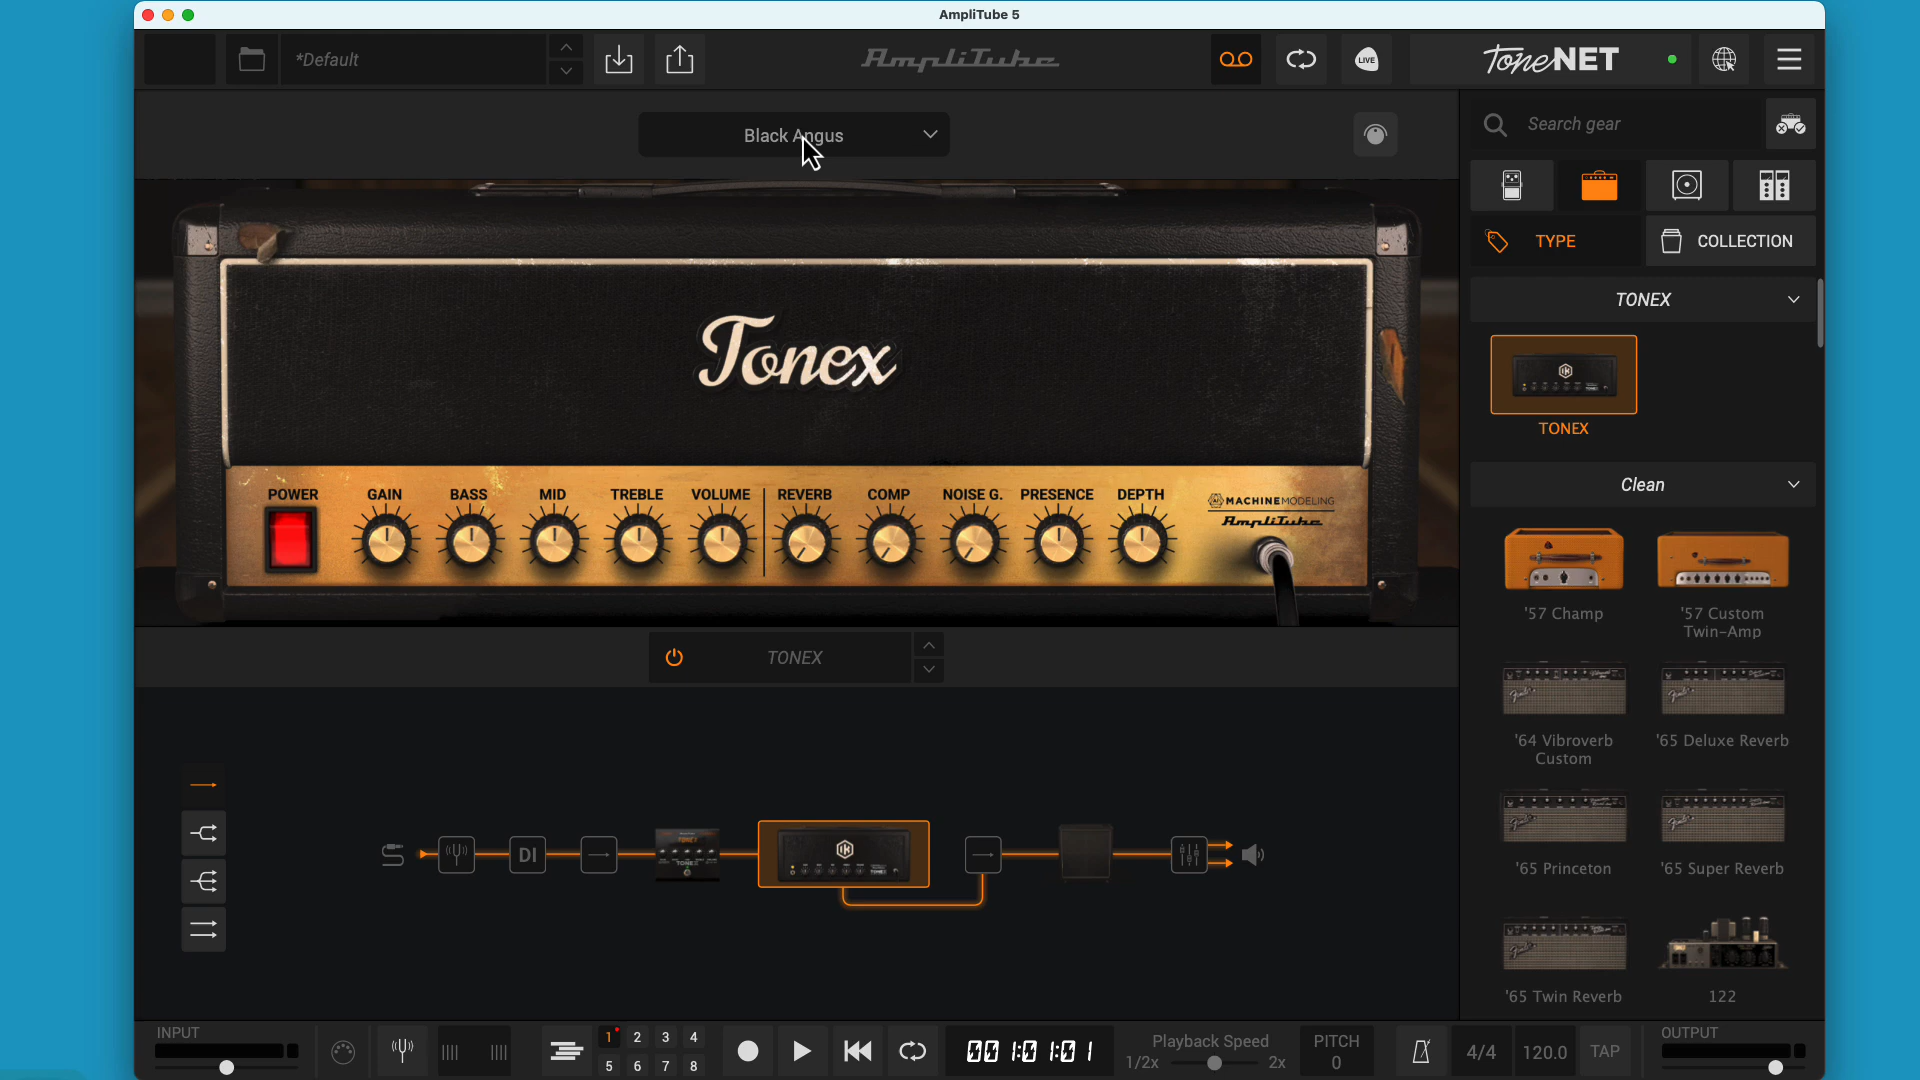 AmpliTube 5
*Default
AmpliTube
LIVE
ToneNET
Black Angus
Search gear
TYPE
COLLECTION
TONEX
TONEX
Clean
'57 Champ
'57 Custom
Twin-Amp
'64 Vibroverb
Custom
'65 Deluxe Reverb
'65 Princeton
'65 Super Reverb
'65 Twin Reverb
122
Tonex
POWER
GAIN
BASS
MID
TREBLE
VOLUME
REVERB
COMP
NOISE G.
PRESENCE
DEPTH
MACHINEMODELING
AmpliTube
TONEX
DI
INPUT
1 2 3 4
5 6 7 8
00 1:0 1:0 1
Playback Speed
1/2x
2x
PITCH
0
4/4
120.0
TAP
OUTPUT